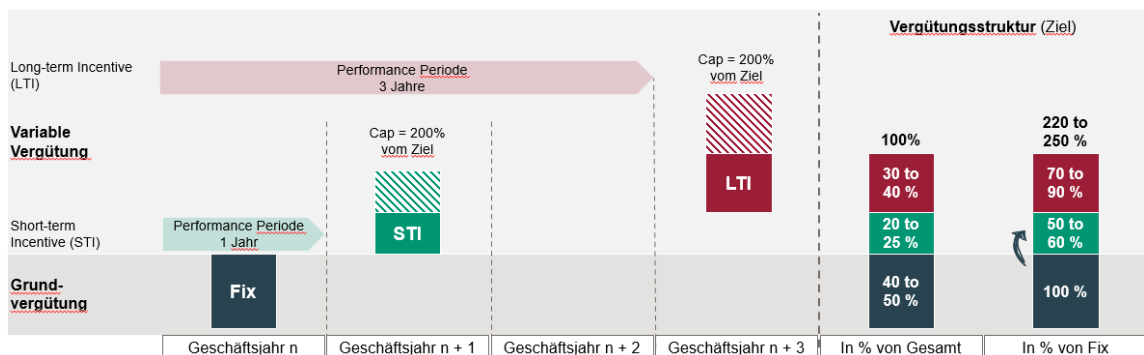 Vergütungsstruktur (Ziel)
Long-term Incentive
(LTI)
Performance Periode
3 Jahre
Cap = 200%
vom Ziel
Variable
Vergütung
Cap = 200%
vom Ziel
LTI
100%
220 to
250 %
30 to
40 %
70 to
90 %
Short-term
Incentive (STI)
Performance Periode
1 Jahr
STI
20 to
25 %
50 to
60 %
Grund-
vergütung
Fix
40 to
50 %
100 %
Geschäftsjahr n
Geschäftsjahr n + 1
Geschäftsjahr n + 2
Geschäftsjahr n + 3
In % von Gesamt
In % von Fix